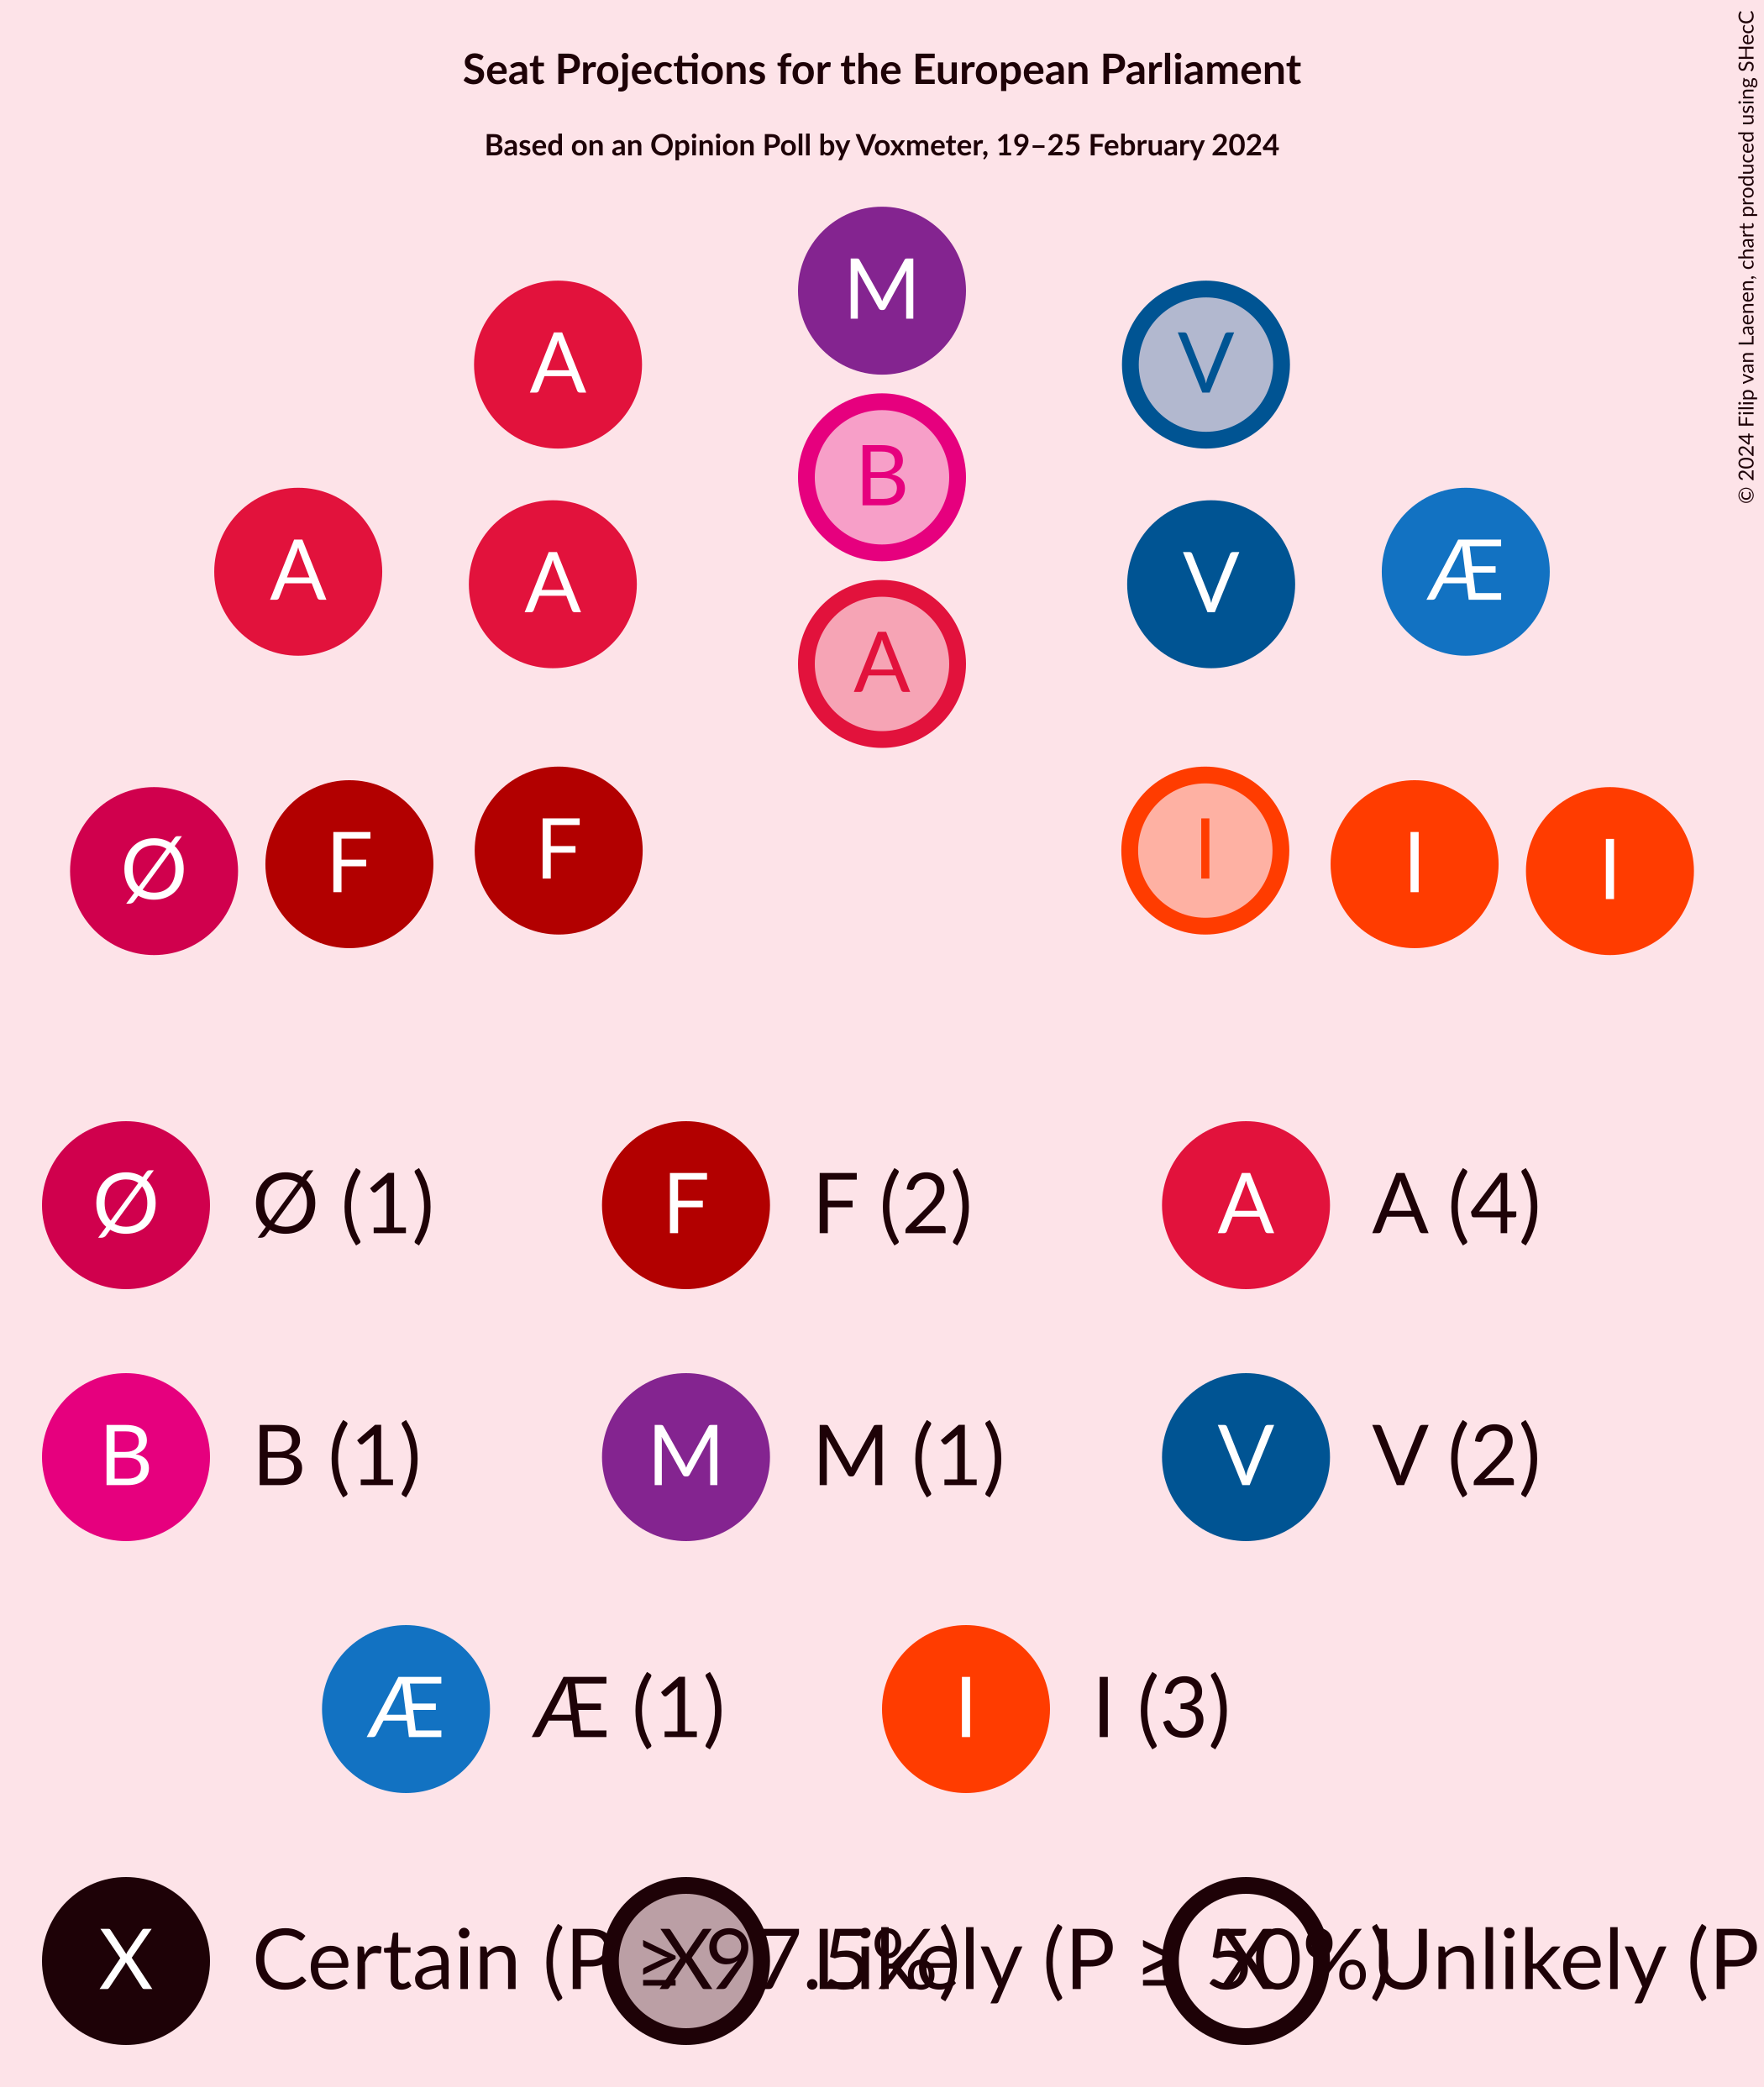 Seat Projections for the European Parliament
Based on an Opinion Poll by Voxmeter, 19–25 February 2024
© 2024 Filip van Laenen, chart produced using SHecC
M
A V
B
A Æ
A V
A
F I
F I
Ø I
Ø Ø (1) F F (2) A A (4)
B B (1) M M (1) V V (2)
Æ Æ (1) I I (3)
X Certain (P ≥ 97.5%) X Likely (P ≥ 50%) X Unlikely (P